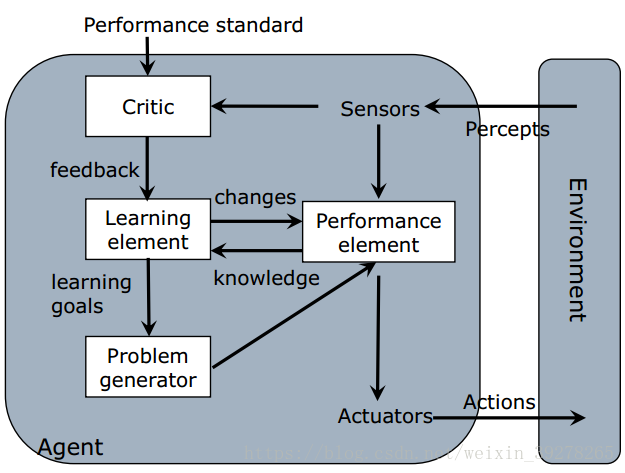 Performance standard
Critic
Sensors
Percepts
feedback
changes
Learning
element
Performance
element
Environment
knowledge
learning
goals
Problem
generator
Actuators
Actions
Agent